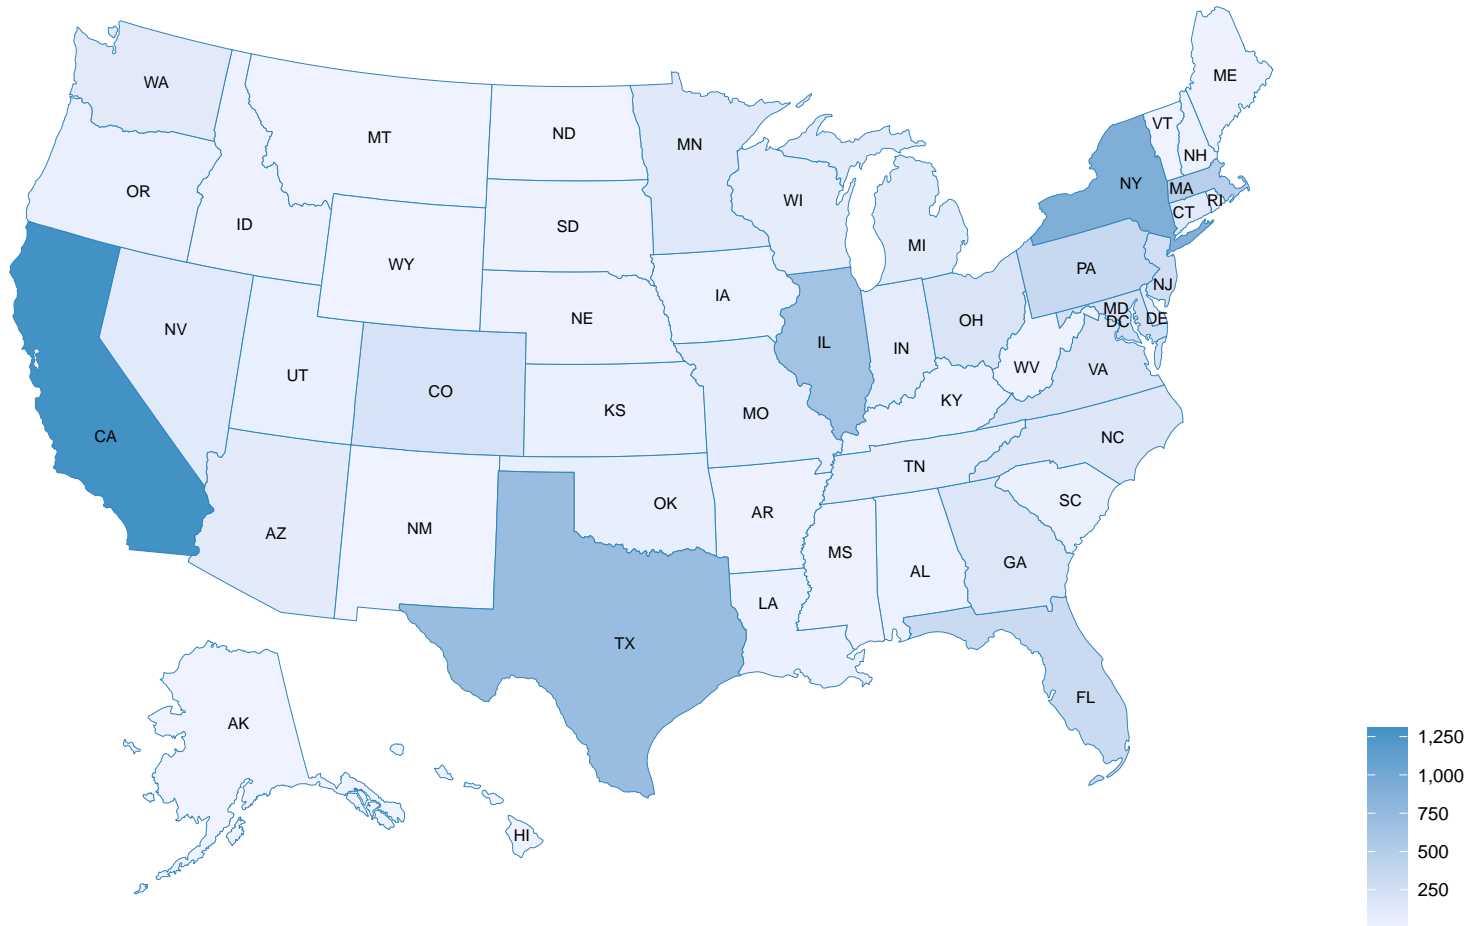 ME
WA
VT
MT
ND
MN
NH
NY
MA
OR
WI
RI
CT
ID
SD
MI
WY
PA
NJ
IA
MD
NE
DC
DE
OH
NV
IL
IN
WV
VA
UT
CO
KY
KS
MO
CA
NC
TN
SC
OK
AR
NM
AZ
MS
GA
AL
LA
TX
FL
AK
1,250
1,000
750
HI
500
250